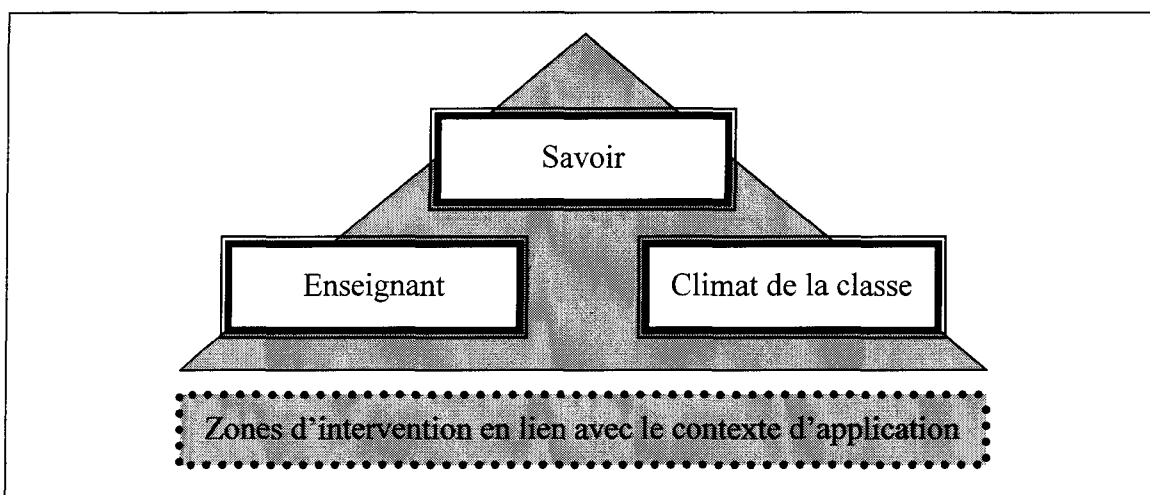 Savoir
Enseignant
Climat de la classe
Zones d'intervention en lien avec le contexte d'application